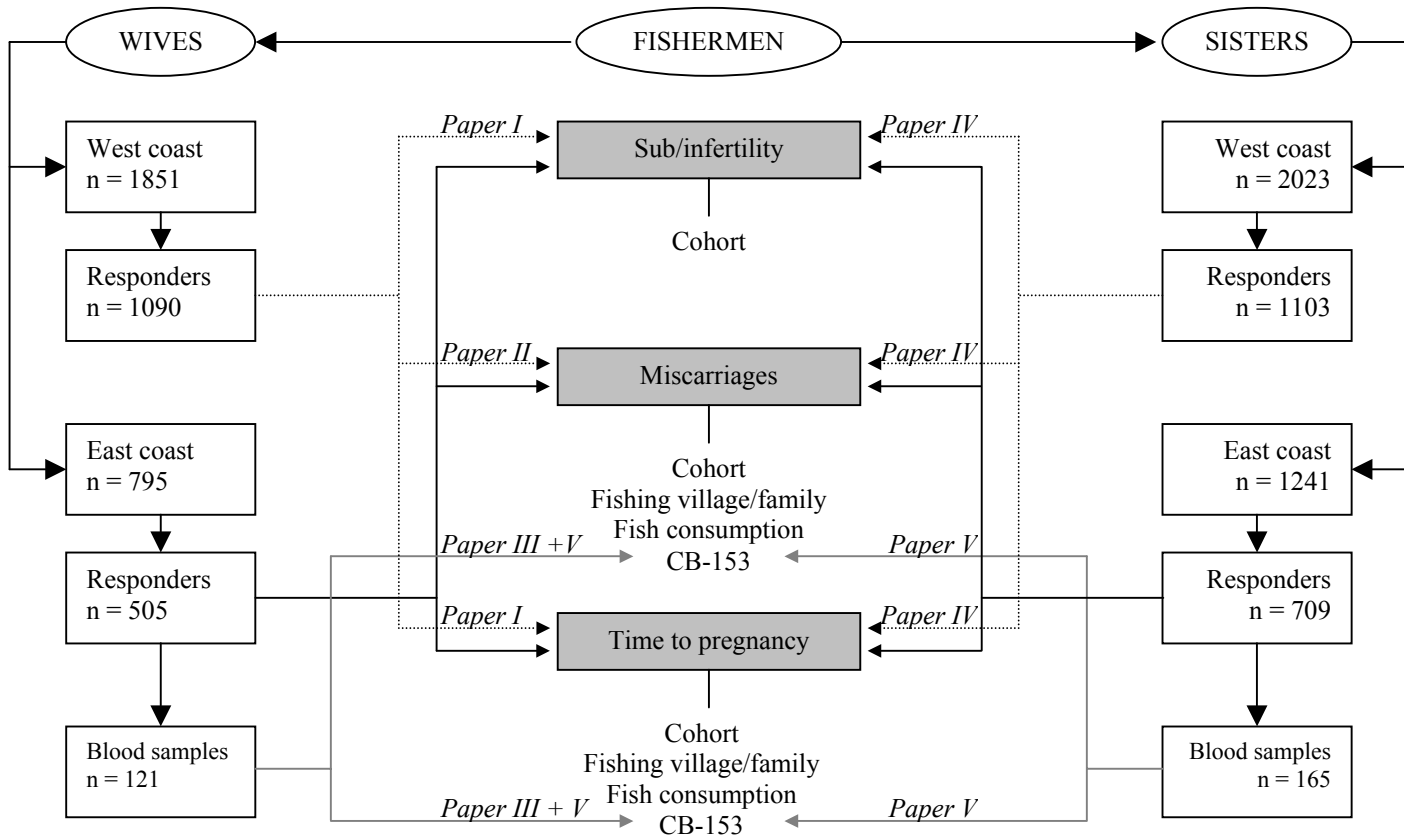 WIVES
FISHERMEN
SISTERS
West coast
n = 1851
Responders
n = 1090
East coast
n = 795
Responders
n = 505
Blood samples
n = 121
Paper I
Sub/infertility
Paper IV
Cohort
Paper II
Miscarriages
Paper IV
Cohort
Fishing village/family
Fish consumption
CB-153
Paper III +V
Paper V
Paper I
Time to pregnancy
Paper IV
Cohort
Fishing village/family
Fish consumption
CB-153
Paper III + V
Paper V
West coast
n = 2023
Responders
n = 1103
East coast
n = 1241
Responders
n = 709
Blood samples
n = 165